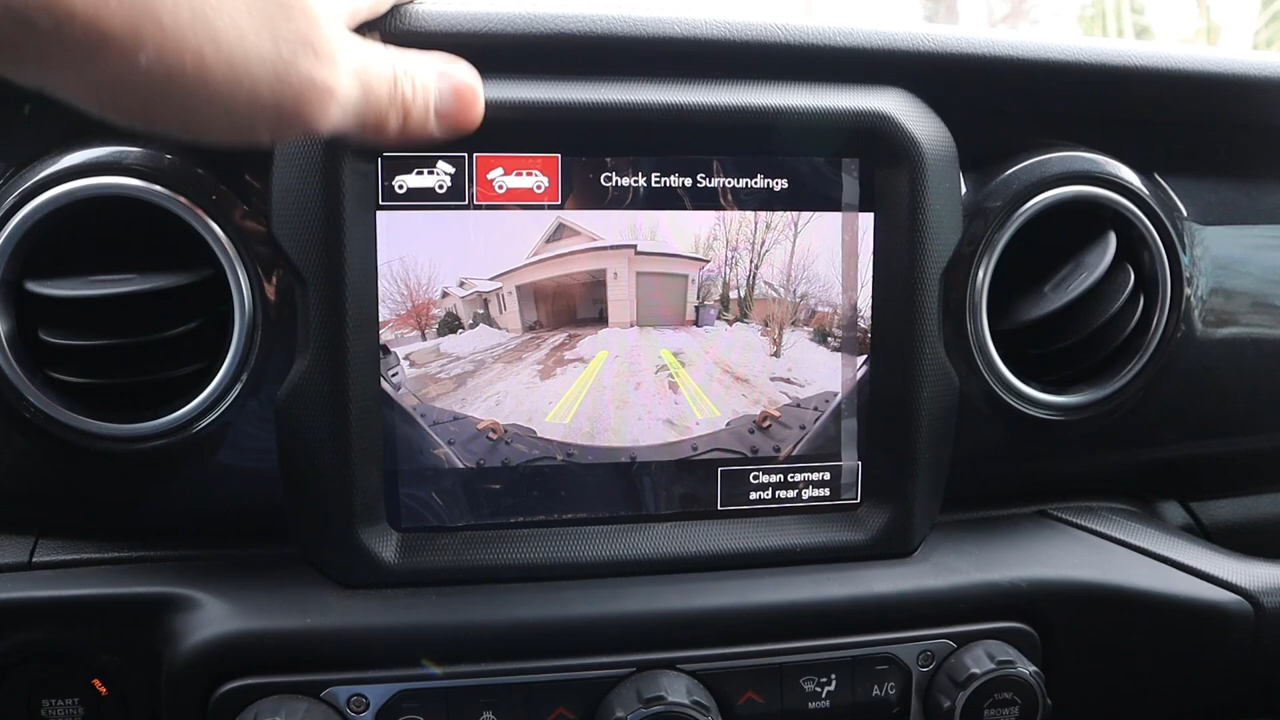 Check Entire Surroundings
Clean camera
and rear glass
RUN
START
ENGINE
MODE
A/C
TUNE
BROWSE